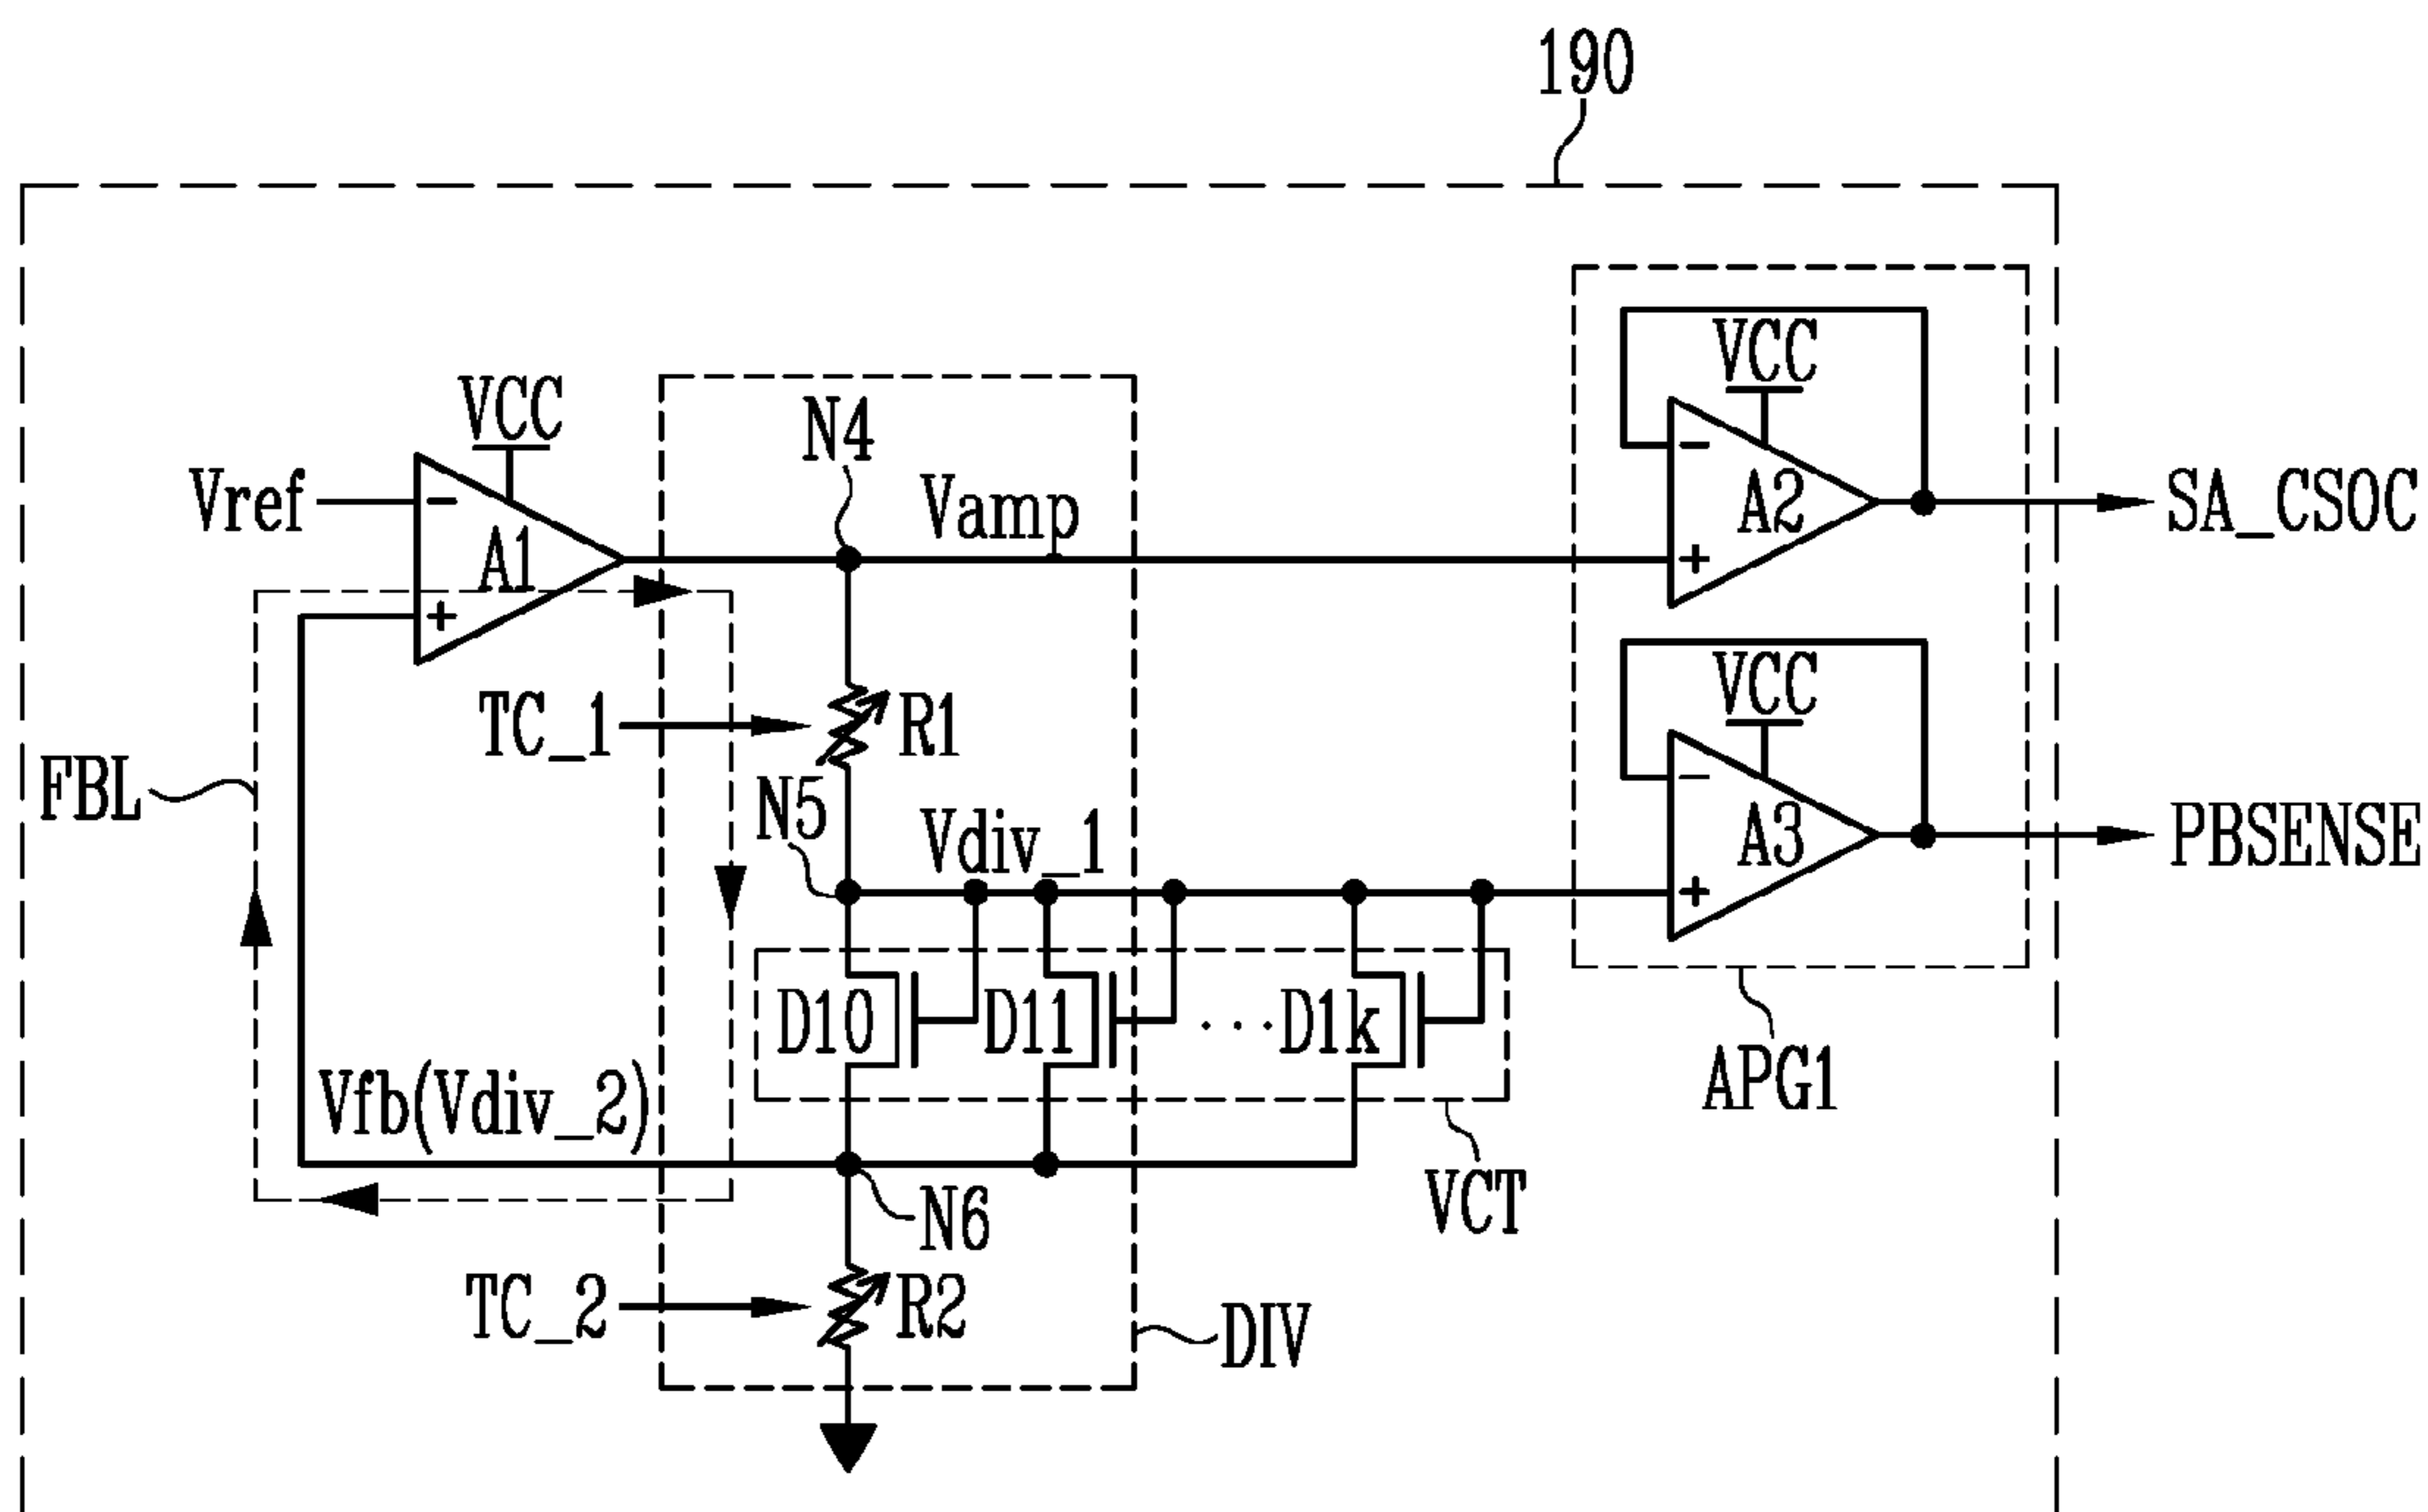 190
VCC
N4
VCC
Vref
−
A1
+
Vamp
−
A2
+
SA_CSOC
TC_1
R1
VCC
FBL
N5
Vdiv_1
−
A3
+
PBSENSE
D10
D11
···
D1k
APG1
Vfb(Vdiv_2)
N6
VCT
TC_2
R2
DIV